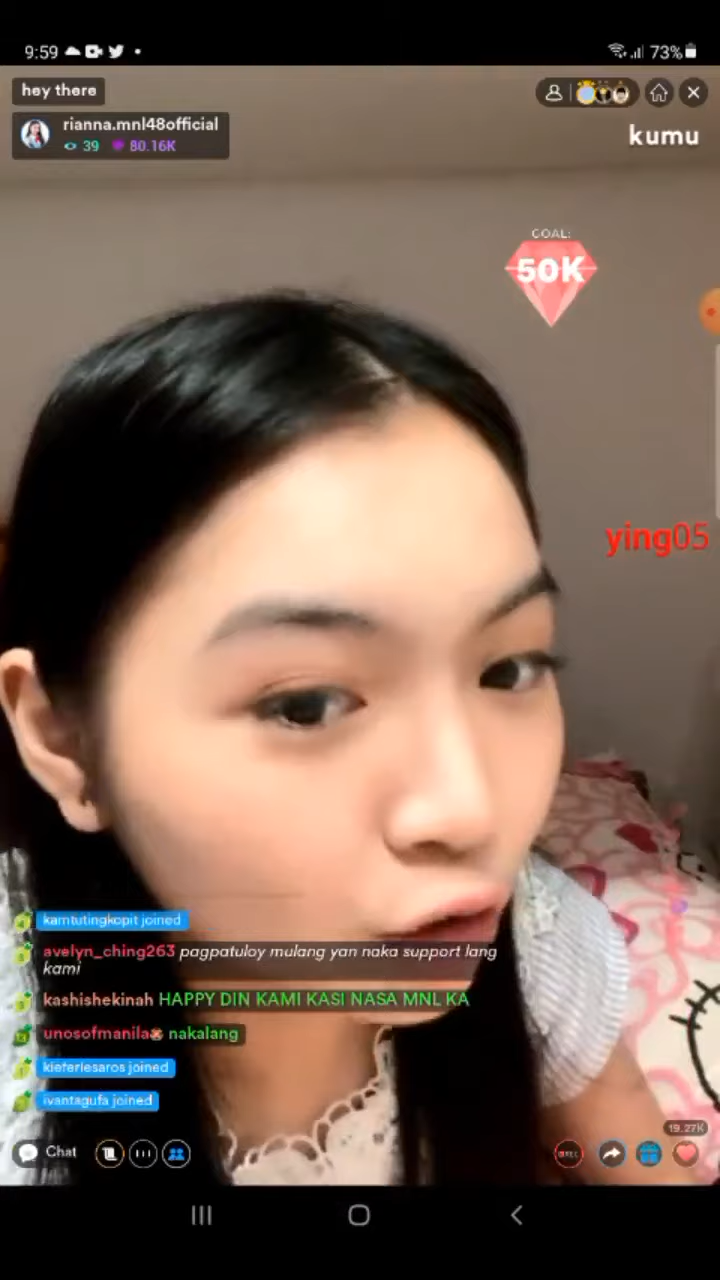 9:59
73%
hey there
rianna.mnl48official
39 80.16K
kumu
GOAL:
50K
ying05
kamtutingkopit joined
avelyn_ching263 pagpatuloy mulang yan naka support lang
kami
kashishekinah HAPPY DIN KAMI KASI NASA MNL KA
unosofmanila nakalang
kieferlesaros joined
ivantagufa joined
19.27K
Chat